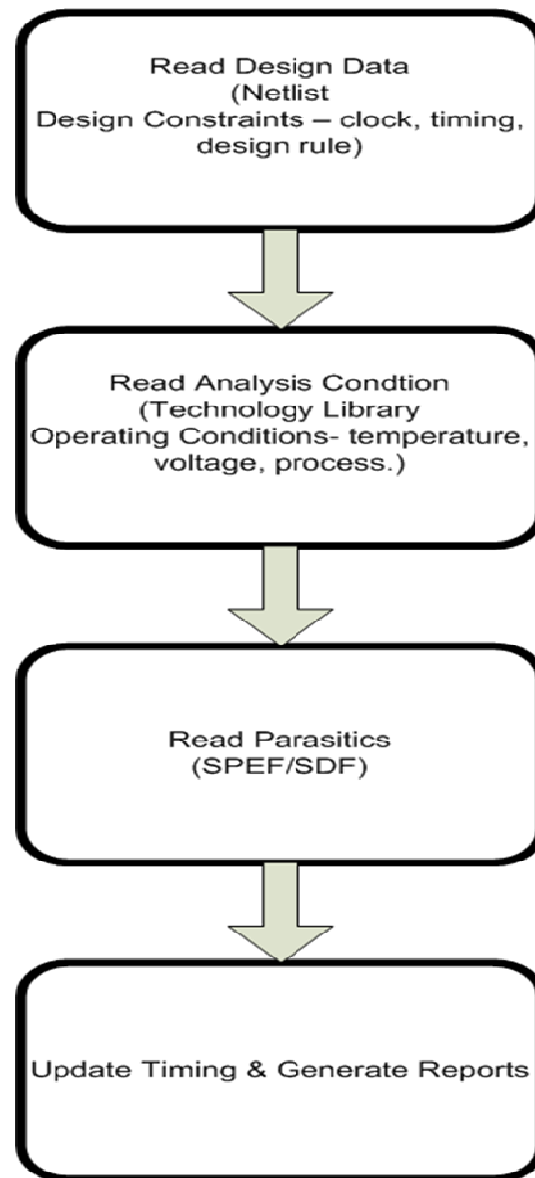 Read Design Data
(Netlist
Design Constraints – clock, timing,
design rule)
Read Analysis Condtion
(Technology Library
Operating Conditions- temperature,
voltage, process.)
Read Parasitics
(SPEF/SDF)
Update Timing & Generate Reports